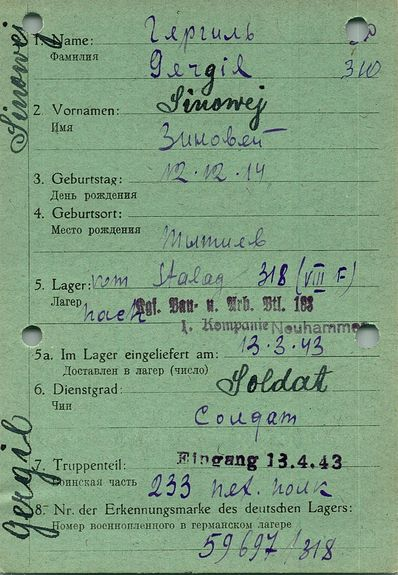 Sinowej
1. Name: Гергиль
Фамилия Gergil
310
2. Vornamen: Sinowej
Имя Зиновей
3. Geburtstag: 12.12.14
День рождения
4. Geburtsort:
Место рождения
5. Lager: vom Stalag 318 (VIII F)
Лагер nach Kgf. Bau- u. Arb. Btl. 188
1. Kompanie Neuhammer
5a. Im Lager eingeliefert am: 13.3.43
Доставлен в лагер (число)
6. Dienstgrad: Soldat
Чин Солдат
7. Truppenteil: Eingang 13.4.43
Воинская часть 233 пех. полк
8. Nr. der Erkennungsmarke des deutschen Lagers:
Номер военнопленного в германском лагере
59697/318
Gergil